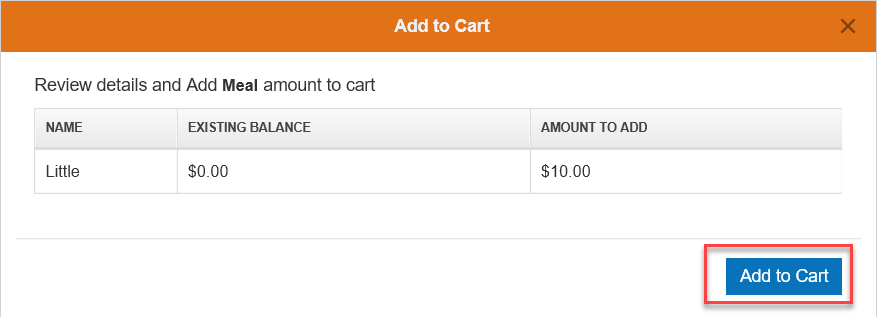 Add to Cart ×
Review details and Add Meal amount to cart
NAME EXISTING BALANCE AMOUNT TO ADD
Little $0.00 $10.00
Add to Cart